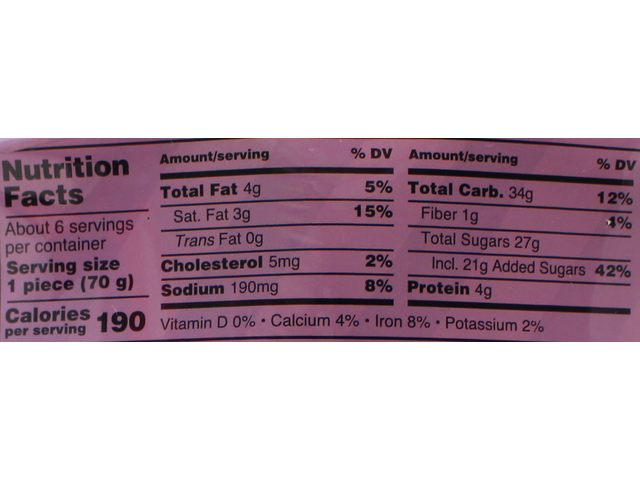 Nutrition
Facts
About 6 servings
per container
Serving size
1 piece (70 g)
Calories
per serving 190
Amount/serving % DV
Total Fat 4g 5%
Sat. Fat 3g 15%
Trans Fat 0g
Cholesterol 5mg 2%
Sodium 190mg 8%
Amount/serving % DV
Total Carb. 34g 12%
Fiber 1g 4%
Total Sugars 27g
Incl. 21g Added Sugars 42%
Protein 4g
Vitamin D 0% • Calcium 4% • Iron 8% • Potassium 2%